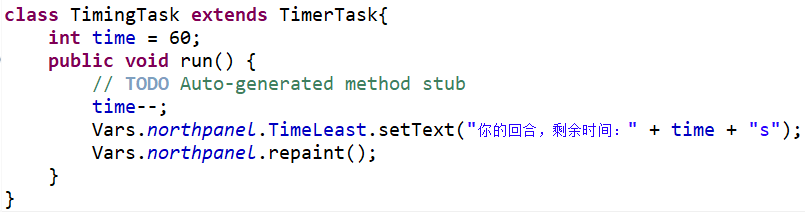 class TimingTask extends TimerTask{
    int time = 60;
    public void run() {
        // TODO Auto-generated method stub
        time--;
        Vars.northpanel.TimeLeast.setText("你的回合，剩余时间：" + time + "s");
        Vars.northpanel.repaint();
    }
}